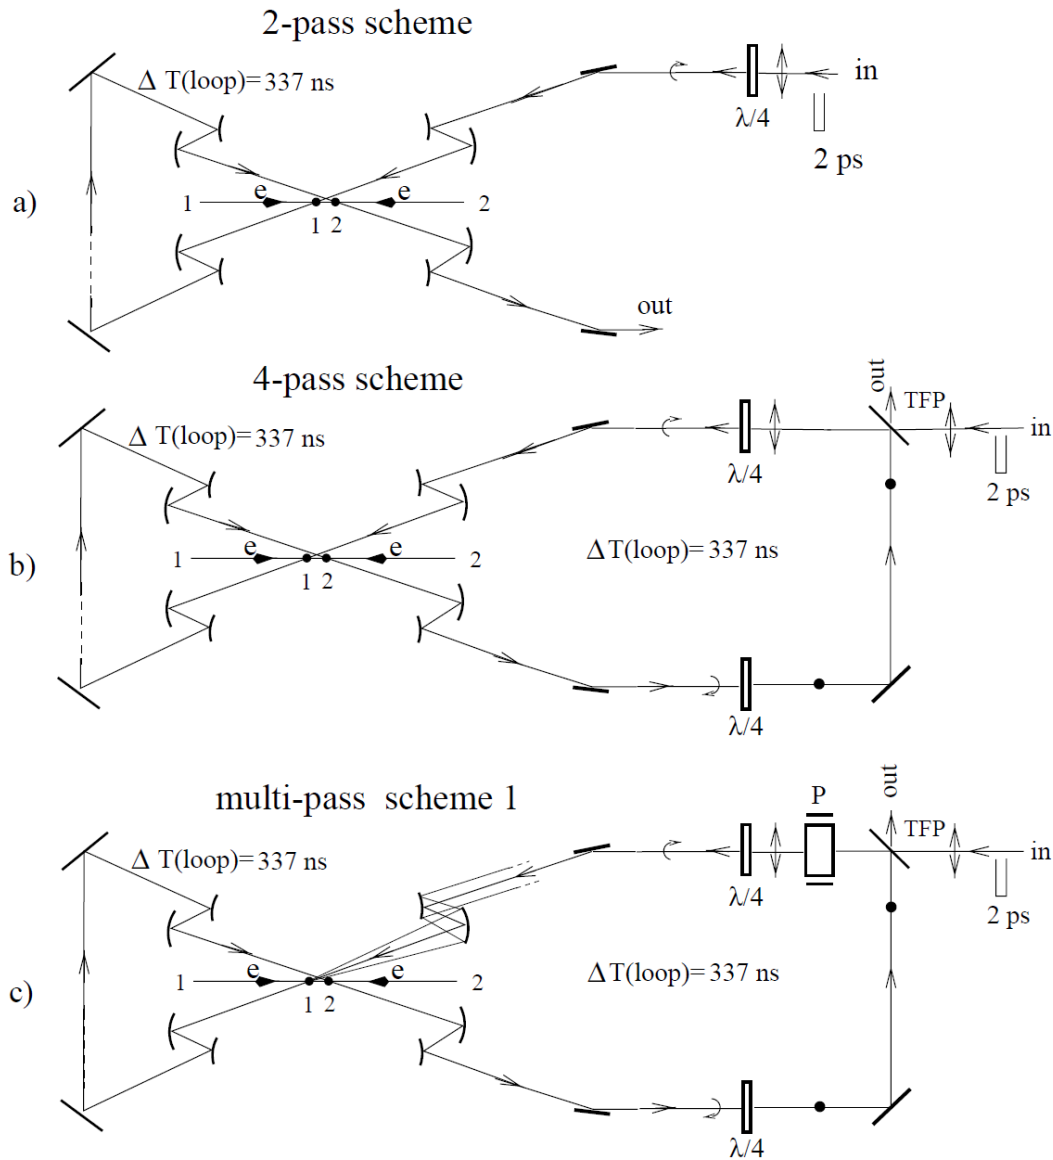 2-pass scheme
Δ T(loop)= 337 ns
in
λ/4
2 ps
a)
1 e e 2
1 2
out
4-pass scheme
out
TFP
Δ T(loop)= 337 ns
in
λ/4
2 ps
b)
1 e e 2
1 2
ΔT(loop)= 337 ns
λ/4
multi-pass scheme 1
P
out
TFP
Δ T(loop)= 337 ns
in
λ/4
2 ps
c)
1 e e 2
1 2
ΔT(loop)= 337 ns
λ/4